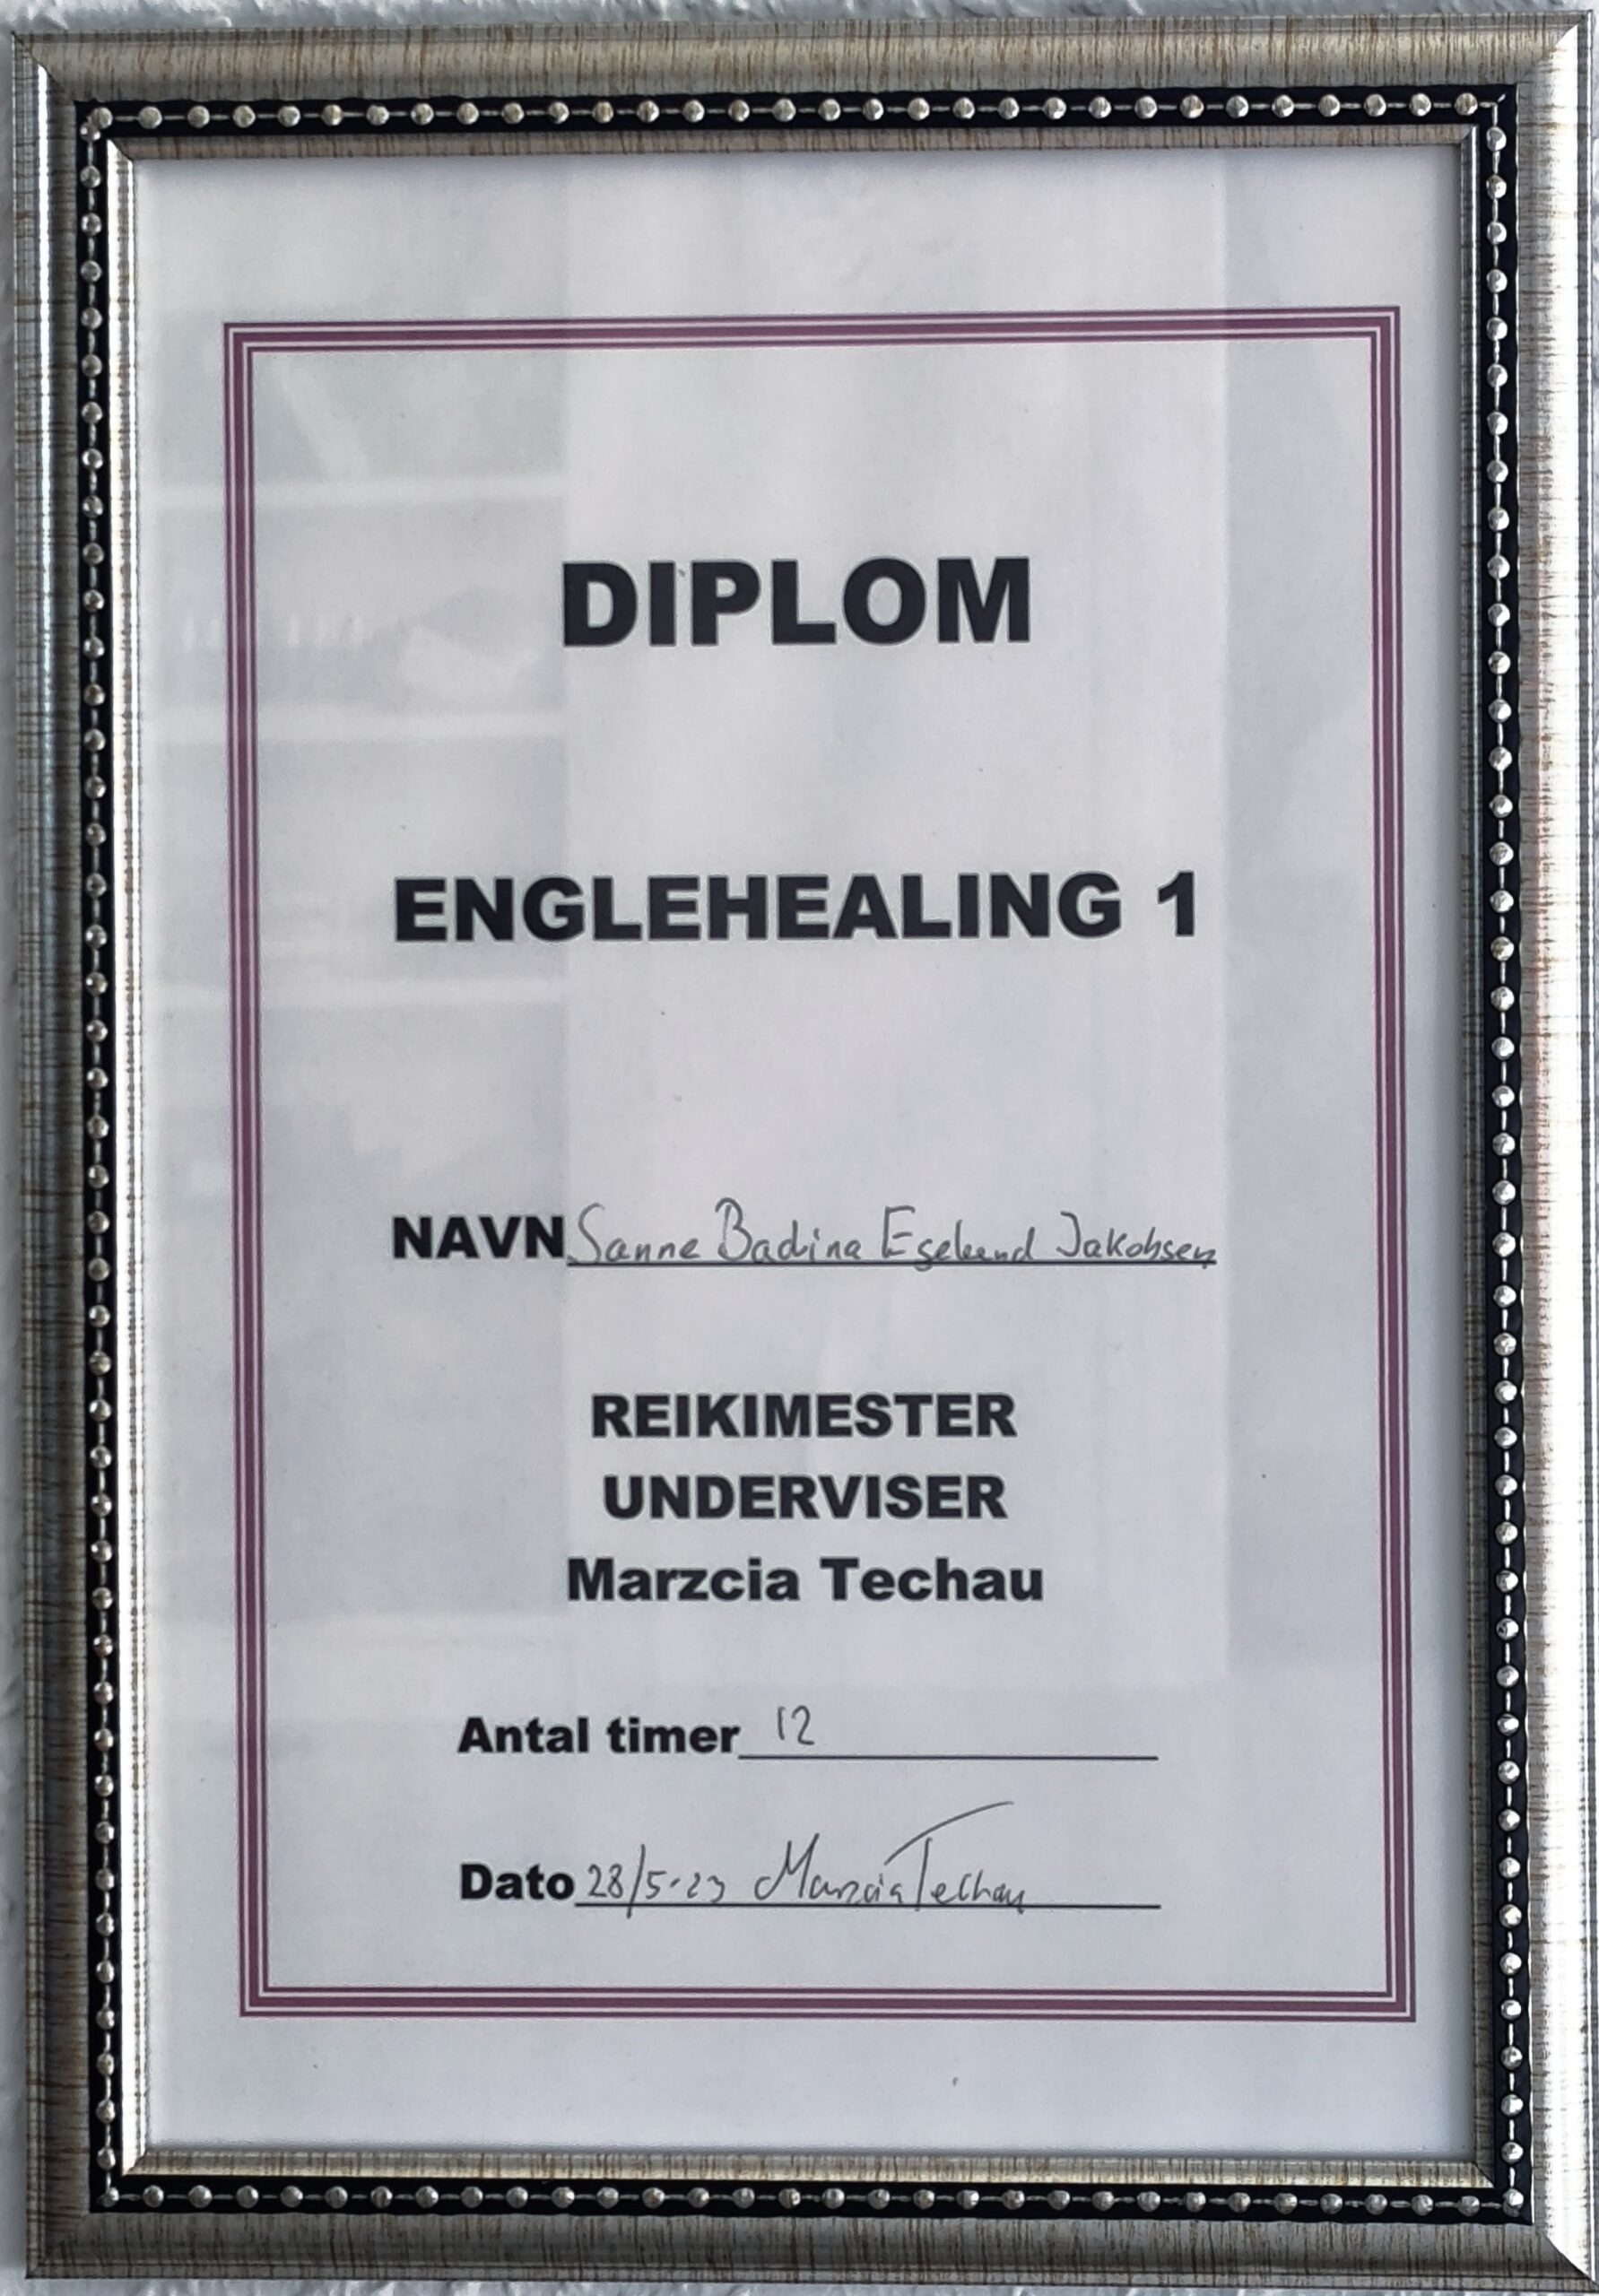 DIPLOM
ENGLEHEALING 1
NAVN Sanne Badina Egelund Jakobsen
REIKIMESTER
UNDERVISER
Marzcia Techau
Antal timer 12
Dato 28/5-23 Marzcia Techau